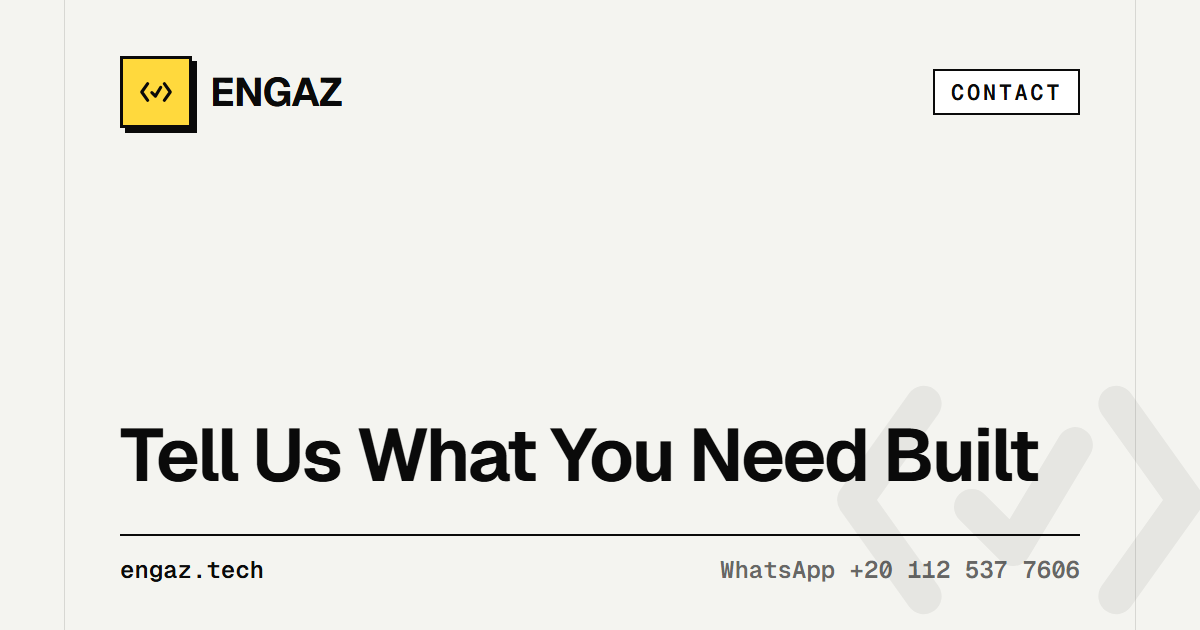 ENGAZ
CONTACT
Tell Us What You Need Built
engaz.tech
WhatsApp +20 112 537 7606